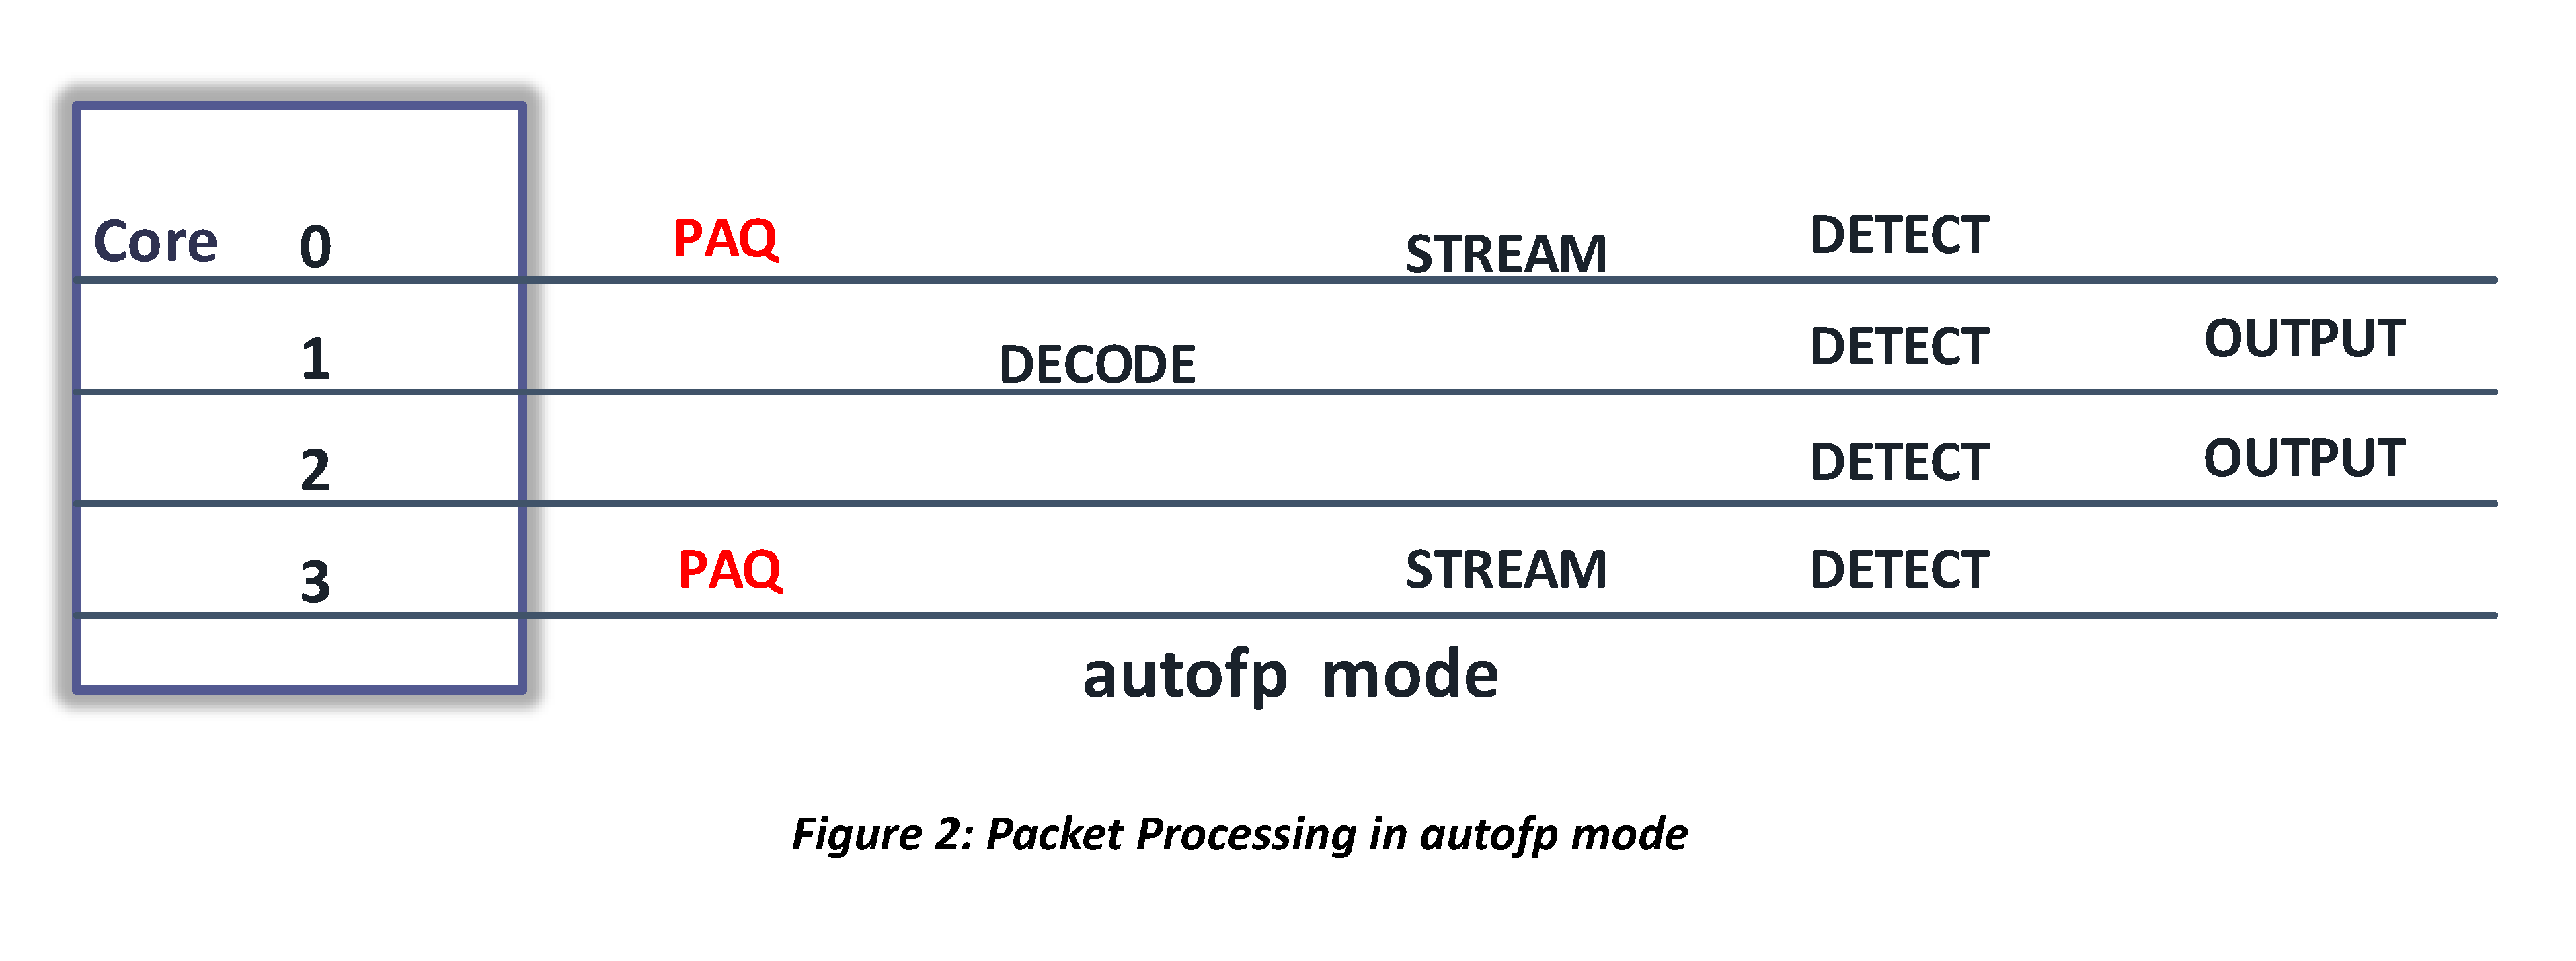 Core 0 PAQ STREAM DETECT
1 DECODE DETECT OUTPUT
2 DETECT OUTPUT
3 PAQ STREAM DETECT
autofp mode
Figure 2: Packet Processing in autofp mode